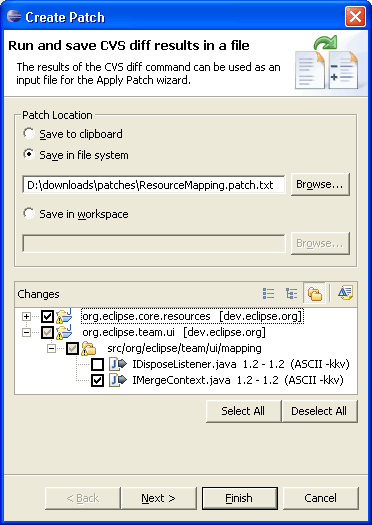 Create Patch
Run and save CVS diff results in a file
The results of the CVS diff command can be used as an
input file for the Apply Patch wizard.
Patch Location
Save to clipboard
Save in file system
D:\downloads\patches\ResourceMapping.patch.txt
Browse...
Save in workspace
Browse...
Changes
org.eclipse.core.resources [dev.eclipse.org]
org.eclipse.team.ui [dev.eclipse.org]
src/org/eclipse/team/ui/mapping
IDisposeListener.java 1.2 - 1.2 (ASCII -kkv)
IMergeContext.java 1.2 - 1.2 (ASCII -kkv)
Select All
Deselect All
< Back
Next >
Finish
Cancel